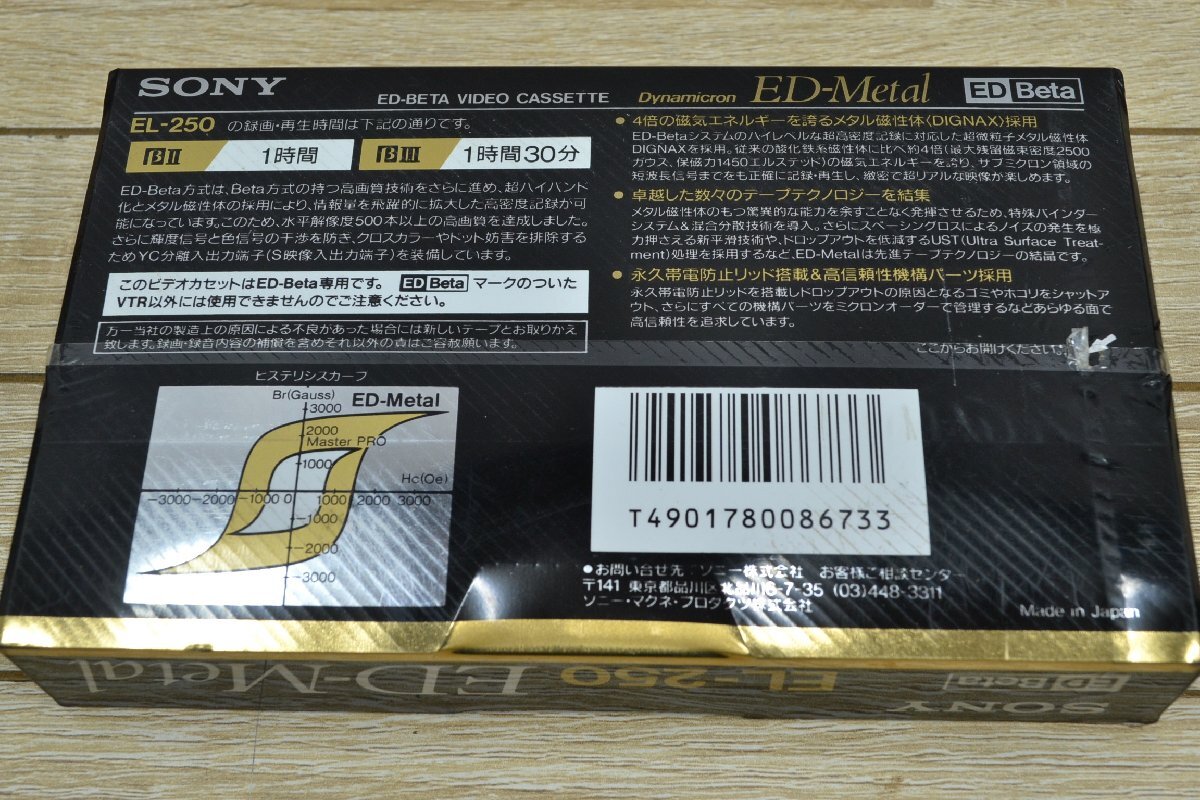 SONY
ED-BETA VIDEO CASSETTE
Dynamicron ED-Metal
ED Beta
EL-250 の録画・再生時間は下記の通りです。
βII 1時間
βIII 1時間30分
ED-Beta方式は、Beta方式の持つ高画質技術をさらに進め、超ハイハンド
化とメタル磁性体の採用により、情報量を飛躍的に拡大した高密度記録が可
能になっています。このため、水平解像度500本以上の高画質を達成しました。
さらに輝度信号と色信号の干渉を防ぎ、クロスカラーやドット妨害を排除する
ためYC分離入出力端子(S映像入出力端子)を装備しています。
このビデオカセットはED-Beta専用です。 ED Beta マークのついた
VTR以外には使用できませんのでご注意ください。
万一当社の製造上の原因による不良があった場合には新しいテープとお取りかえ
致します。録画・録音内容の補償を含めそれ以外の責はご容赦願います。
● 4倍の磁気エネルギーを誇るメタル磁性体〈DIGNAX〉採用
ED-Betaシステムのハイレベルな超高密度記録に対応した超微粒子メタル磁性体
DIGNAXを採用。従来の酸化鉄系磁性体に比べ約4倍(最大残留磁束密度2500
ガウス、保磁力1450エルステッド)の磁気エネルギーを誇り、サブミクロン領域の
短波長信号までをも正確に記録・再生し、緻密で超リアルな映像が楽しめます。
● 卓越した数々のテープテクノロジーを結集
メタル磁性体のもつ驚異的な能力を余すことなく発揮させるため、特殊バインダー
システム&混合分散技術を導入。さらにスペーシングロスによるノイズの発生を極
力押さえる新平滑技術や、ドロップアウトを低減するUST(Ultra Surface Treat-
ment)処理を採用するなど、ED-Metalは先進テープテクノロジーの結晶です。
● 永久帯電防止リッド搭載&高信頼性機構パーツ採用
永久帯電防止リッドを搭載しドロップアウトの原因となるゴミやホコリをシャットア
ウト、さらにすべての機構パーツをミクロンオーダーで管理するなどあらゆる面で
高信頼性を追求しています。
ここからお開けください。
ヒステリシスカーブ
Br(Gauss)
ED-Metal
3000
2000
Master PRO
1000
Hc(Oe)
-3000 -2000 -1000 0 1000 2000 3000
-1000
-2000
-3000
T4901780086733
●お問い合せ先 ソニー株式会社 お客様ご相談センター
〒141 東京都品川区北品川6-7-35 (03)448-3311
ソニー・マグネ・プロダクツ株式会社
Made in Japan
EL-250 ED-Metal
ED Beta
SONY